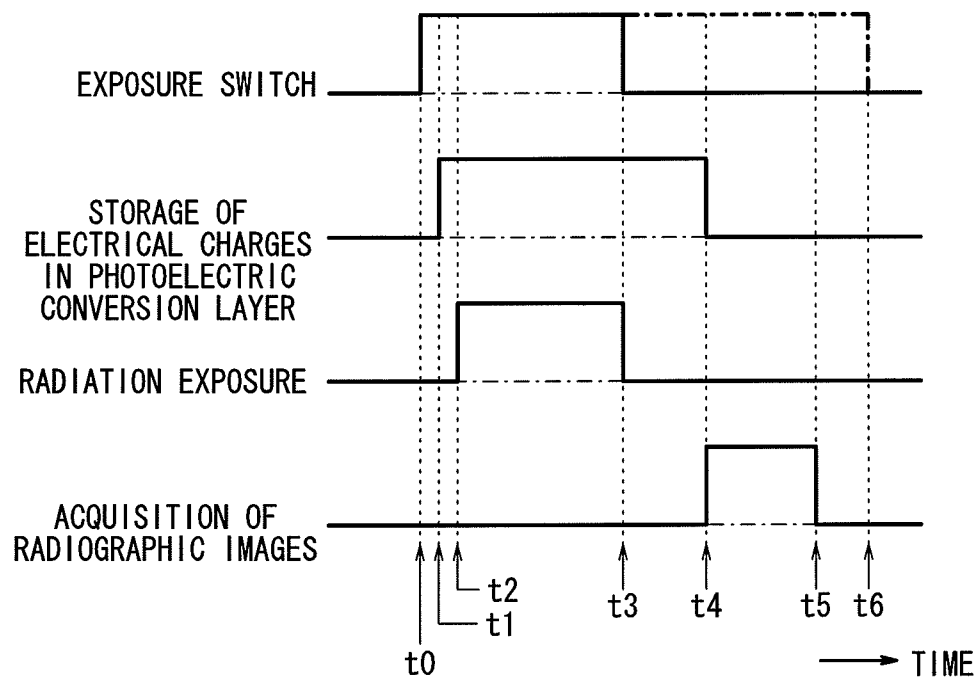 EXPOSURE SWITCH
STORAGE OF
ELECTRICAL CHARGES
IN PHOTOELECTRIC
CONVERSION LAYER
RADIATION EXPOSURE
ACQUISITION OF
RADIOGRAPHIC IMAGES
t0
t1
t2
t3
t4
t5
t6
TIME